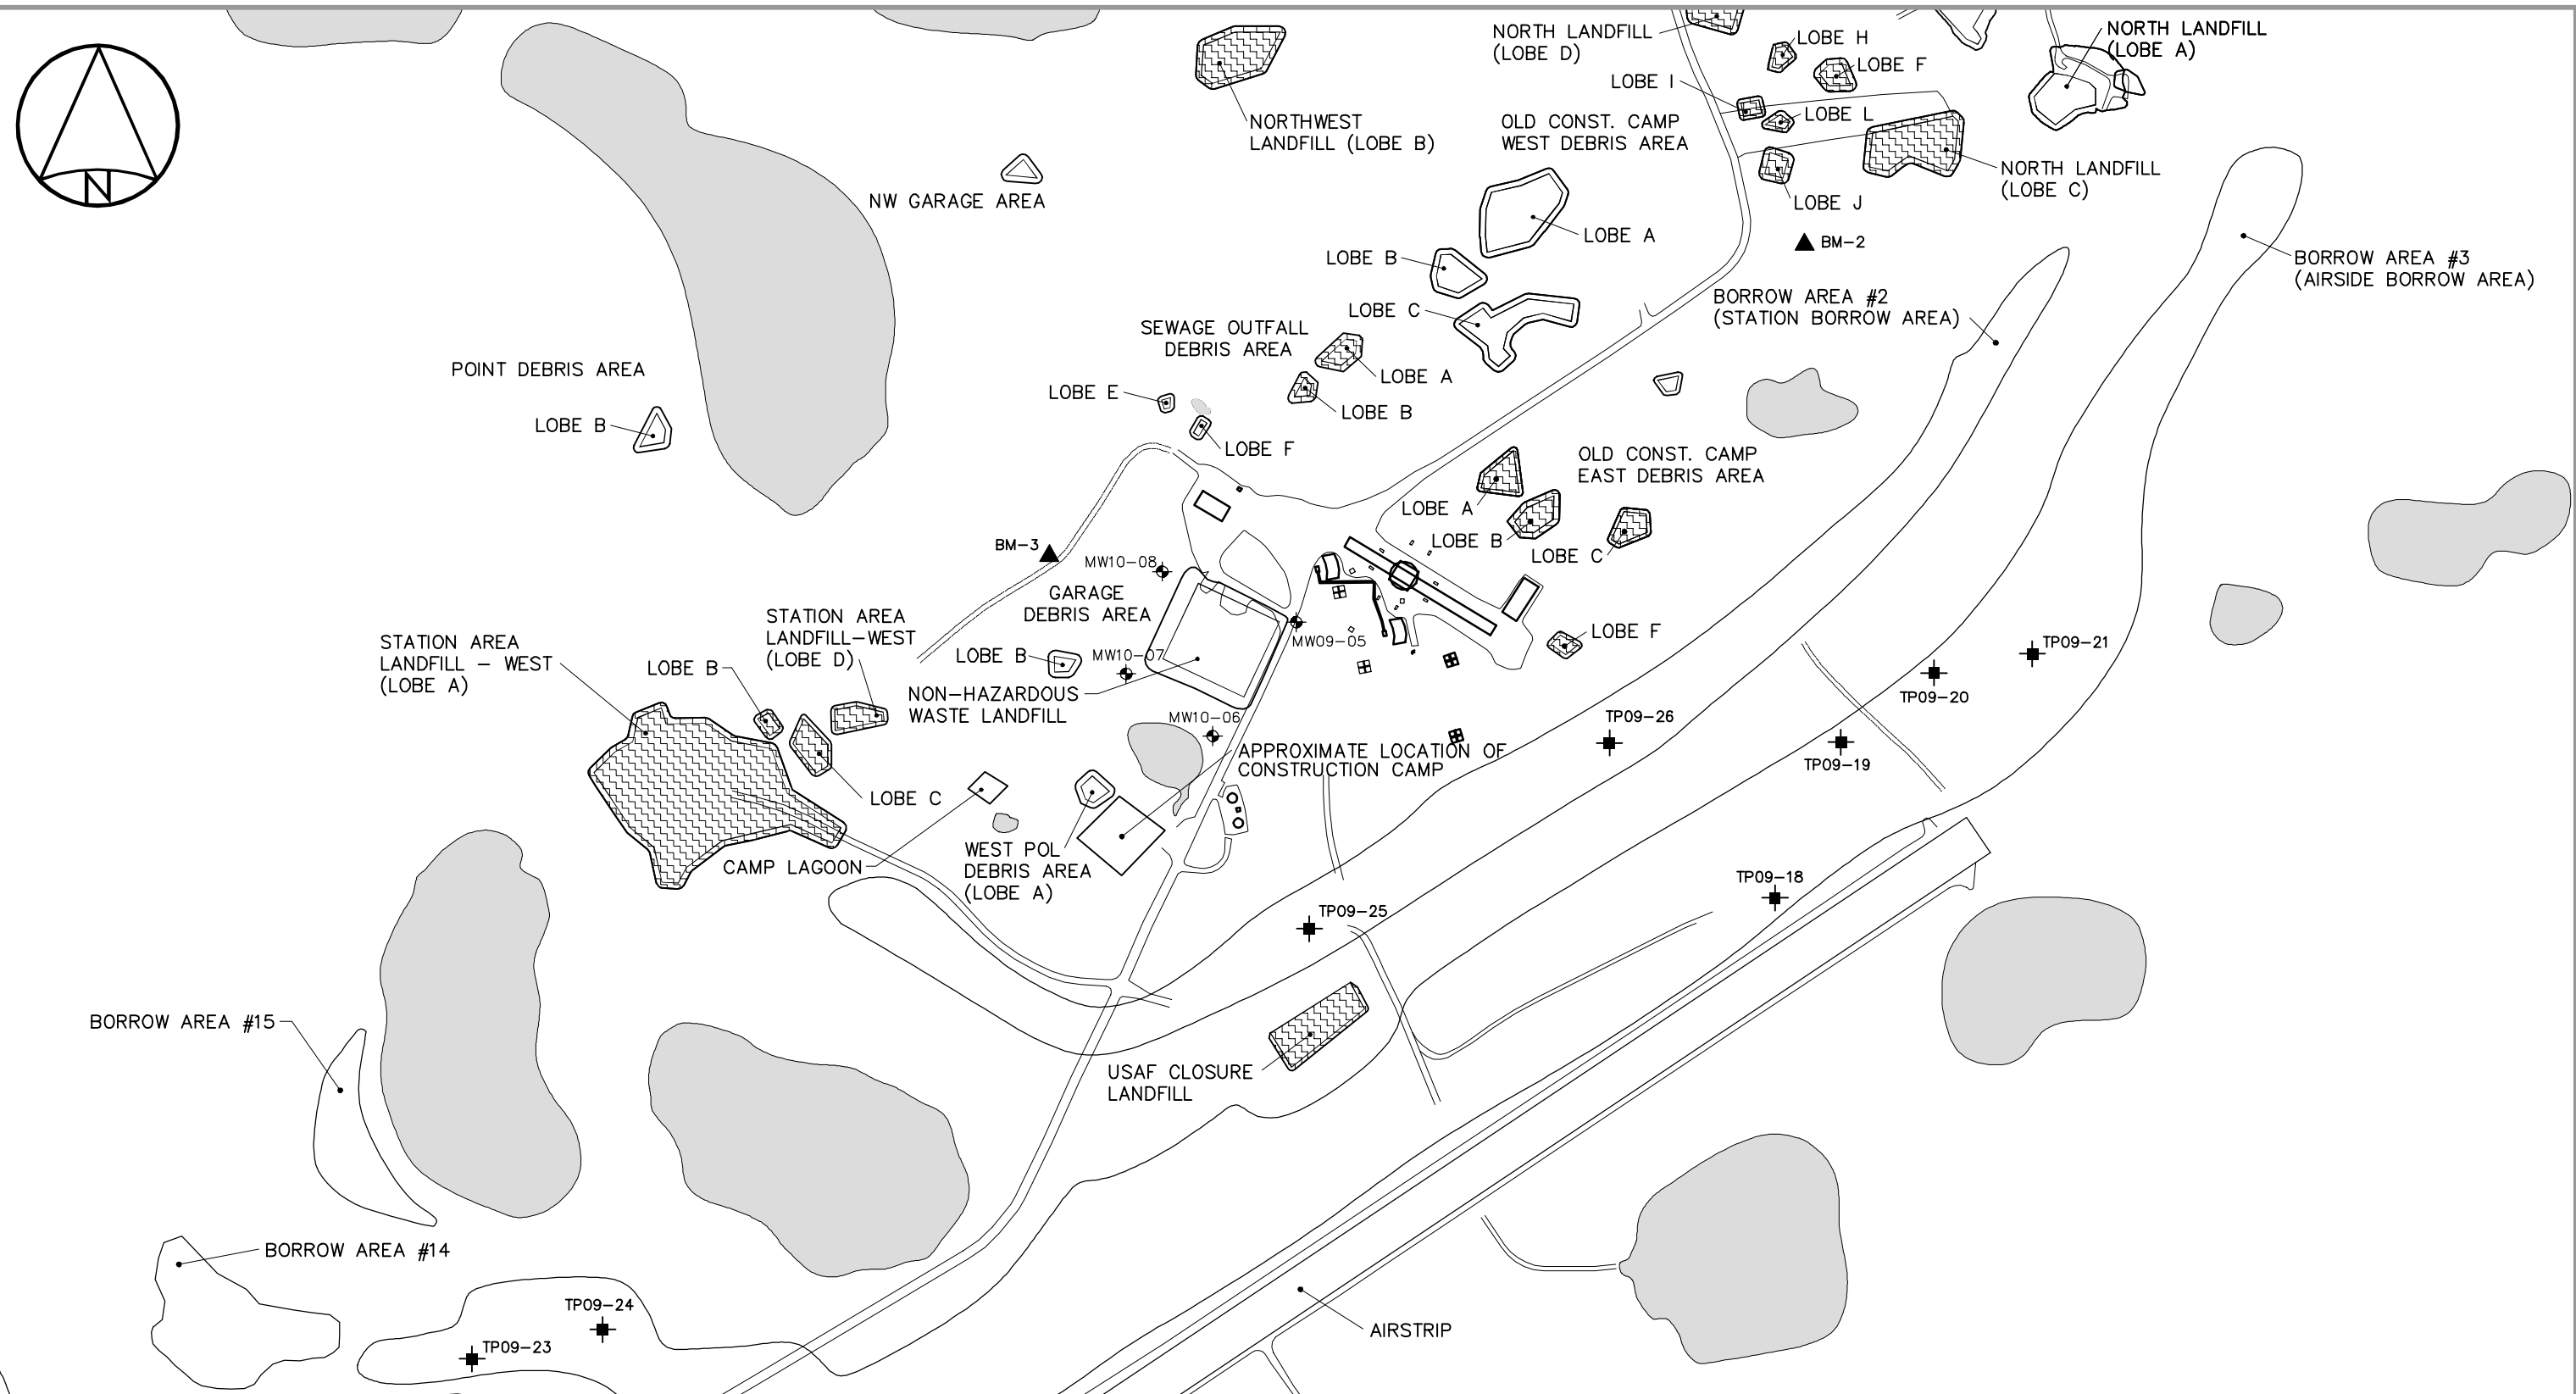 N
NORTHWEST
LANDFILL (LOBE B)
NORTH LANDFILL
(LOBE D)
LOBE H
LOBE F
LOBE I
LOBE L
NORTH LANDFILL
(LOBE A)
OLD CONST. CAMP
WEST DEBRIS AREA
NORTH LANDFILL
(LOBE C)
LOBE J
NW GARAGE AREA
LOBE A
BM-2
LOBE B
BORROW AREA #3
(AIRSIDE BORROW AREA)
LOBE C
BORROW AREA #2
(STATION BORROW AREA)
SEWAGE OUTFALL
DEBRIS AREA
LOBE A
LOBE B
POINT DEBRIS AREA
LOBE B
LOBE E
LOBE F
OLD CONST. CAMP
EAST DEBRIS AREA
LOBE A
LOBE B
LOBE C
BM-3
MW10-08
GARAGE
DEBRIS AREA
STATION AREA
LANDFILL-WEST
(LOBE D)
STATION AREA
LANDFILL - WEST
(LOBE A)
LOBE B
LOBE B
MW10-07
MW09-05
LOBE F
NON-HAZARDOUS
WASTE LANDFILL
MW10-06
APPROXIMATE LOCATION OF
CONSTRUCTION CAMP
TP09-21
TP09-20
TP09-26
TP09-19
LOBE C
CAMP LAGOON
WEST POL
DEBRIS AREA
(LOBE A)
TP09-18
TP09-25
BORROW AREA #15
USAF CLOSURE
LANDFILL
BORROW AREA #14
TP09-24
TP09-23
AIRSTRIP